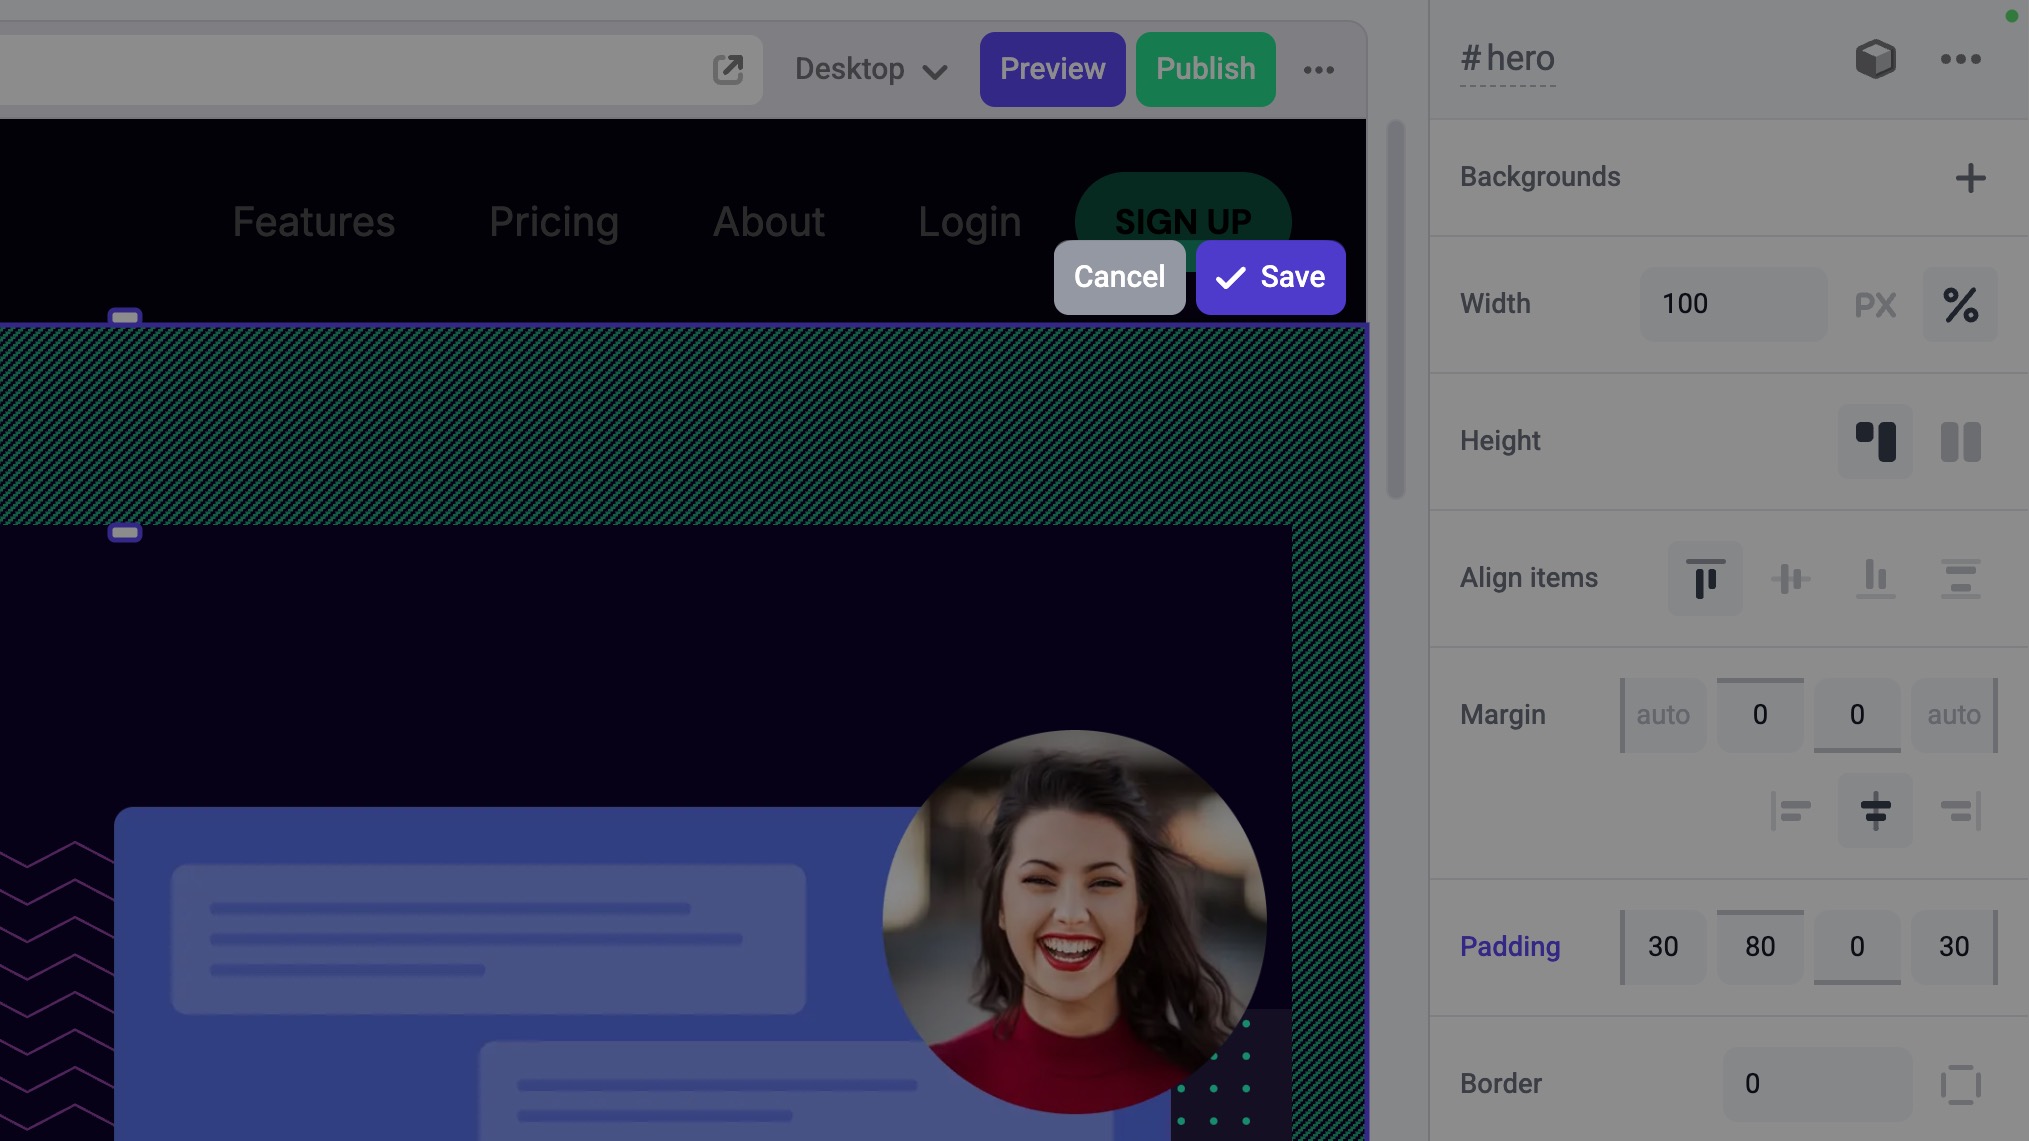 Desktop
Preview
Publish
#hero
Backgrounds
Features
Pricing
About
Login
SIGN UP
Cancel
Save
Width
100
PX
%
Height
Align items
Margin
auto
0
0
auto
Padding
30
80
0
30
Border
0